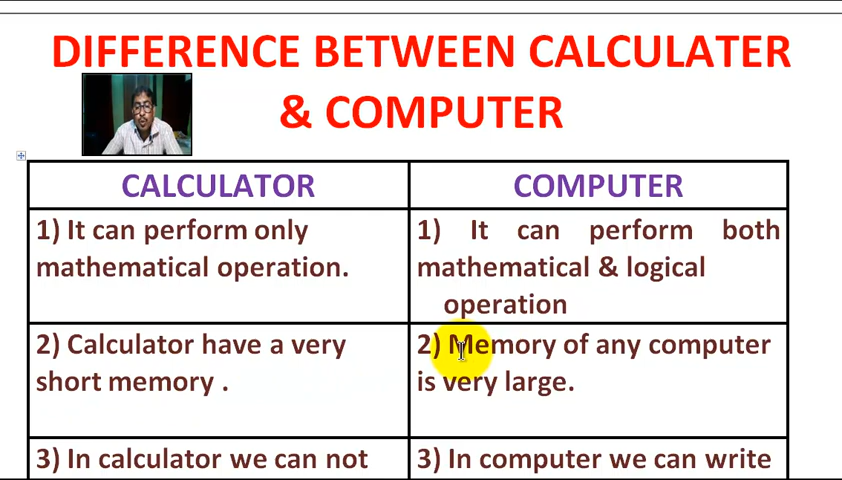 DIFFERENCE BETWEEN CALCULATER
& COMPUTER
CALCULATOR
COMPUTER
1) It can perform only
mathematical operation.
1) It can perform both
mathematical & logical
operation
2) Calculator have a very
short memory .
2) Memory of any computer
is very large.
3) In calculator we can not
3) In computer we can write